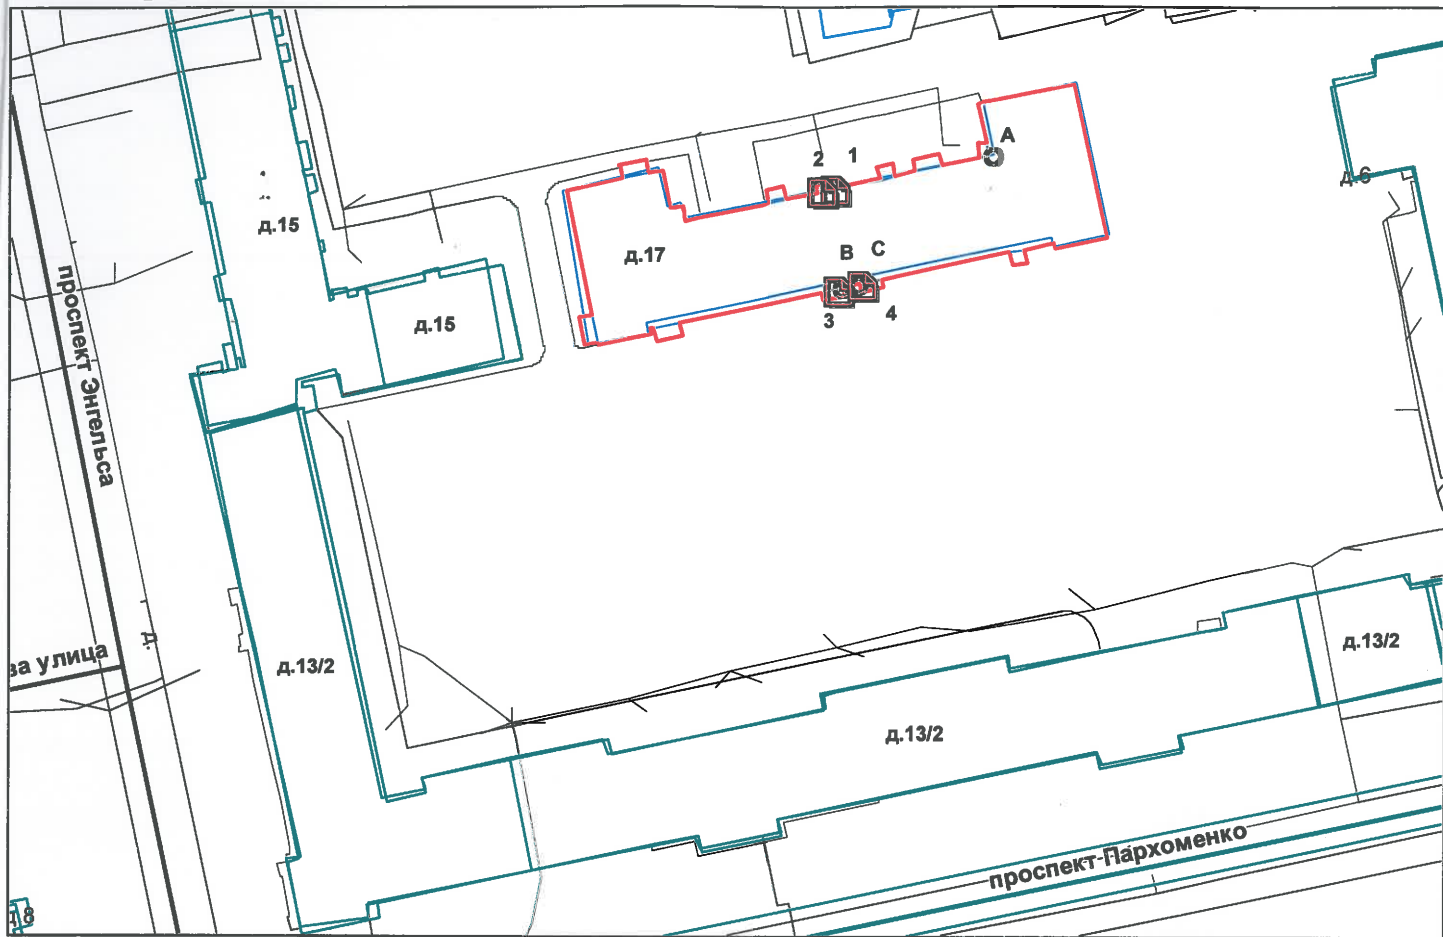 A
2
1
д.6
д.15
д.17
B
C
3
4
д.15
проспект Энгельса
д.
ва улица
д.13/2
д.13/2
д.13/2
проспект Пархоменко